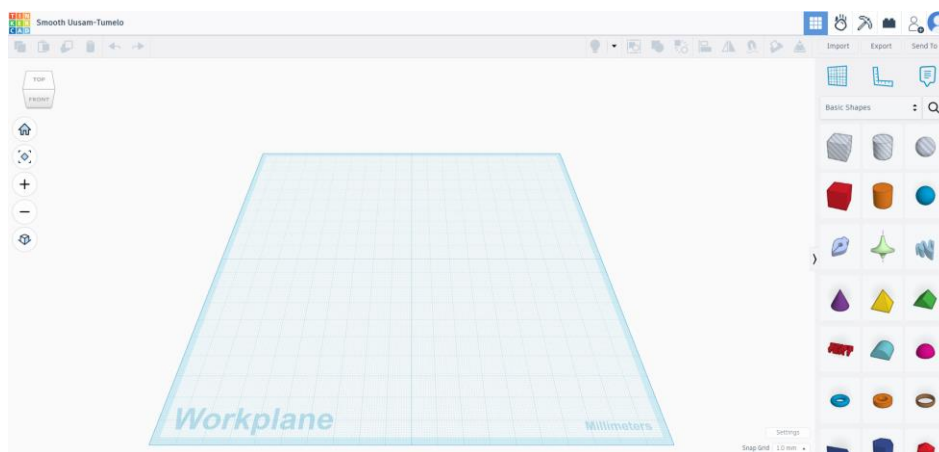 TIN
KER
CAD
Smooth Uusam-Tumelo
Import Export Send To
TOP
FRONT
Basic Shapes
Workplane
Millimeters
Settings
Snap Grid 1.0 mm